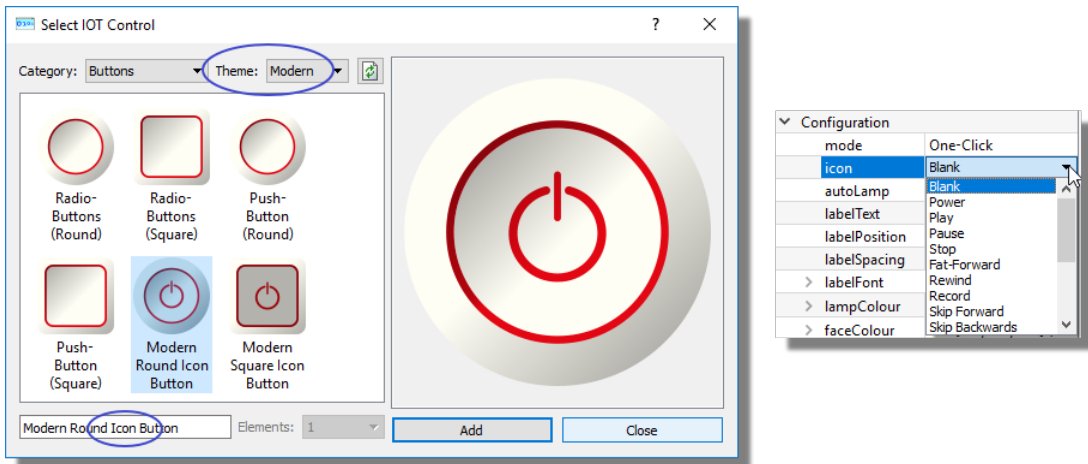 Select IOT Control
?
Category: Buttons Theme: Modern
Radio-
Buttons
(Round)
Radio-
Buttons
(Square)
Push-
Button
(Round)
Push-
Button
(Square)
Modern
Round Icon
Button
Modern
Square Icon
Button
Modern Round Icon Button Elements: 1 Add Close
Configuration
mode One-Click
icon Blank
autoLamp
labelText
labelPosition
labelSpacing
labelFont
lampColour
faceColour
Blank
Power
Play
Pause
Stop
Fat-Forward
Rewind
Record
Skip Forward
Skip Backwards